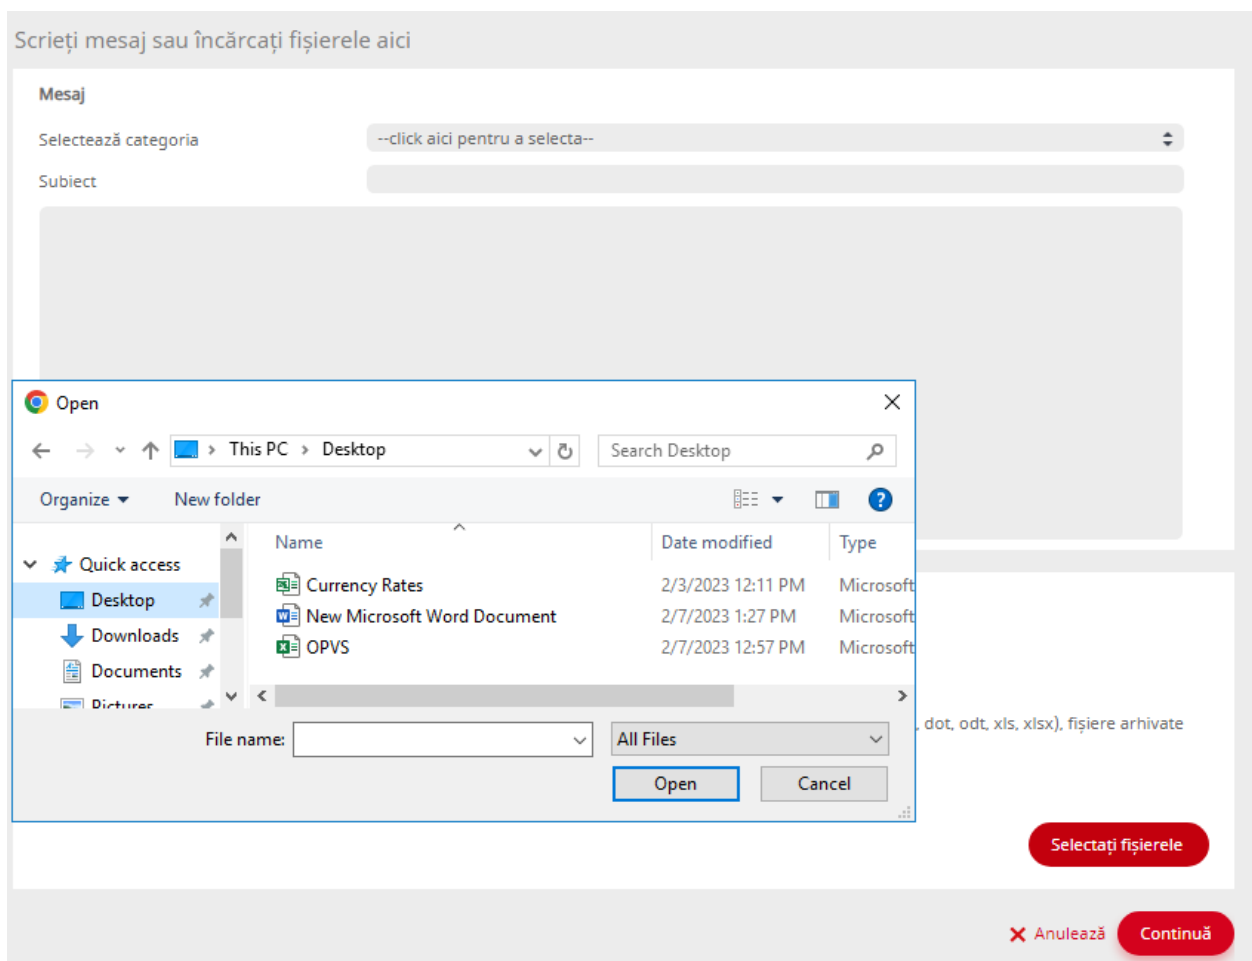 Scrieți mesaj sau încărcați fișierele aici
Mesaj
Selectează categoria
--click aici pentru a selecta--
Subiect
Open
This PC > Desktop
Search Desktop
Organize
New folder
?
Name
Date modified
Type
Quick access
Desktop
Downloads
Documents
Pictures
Currency Rates 2/3/2023 12:11 PM Microsoft
New Microsoft Word Document 2/7/2023 1:27 PM Microsoft
OPVS 2/7/2023 12:57 PM Microsoft
File name:
All Files
Open
Cancel
, dot, odt, xls, xlsx), fișiere arhivate
Selectați fișierele
Anulează
Continuă